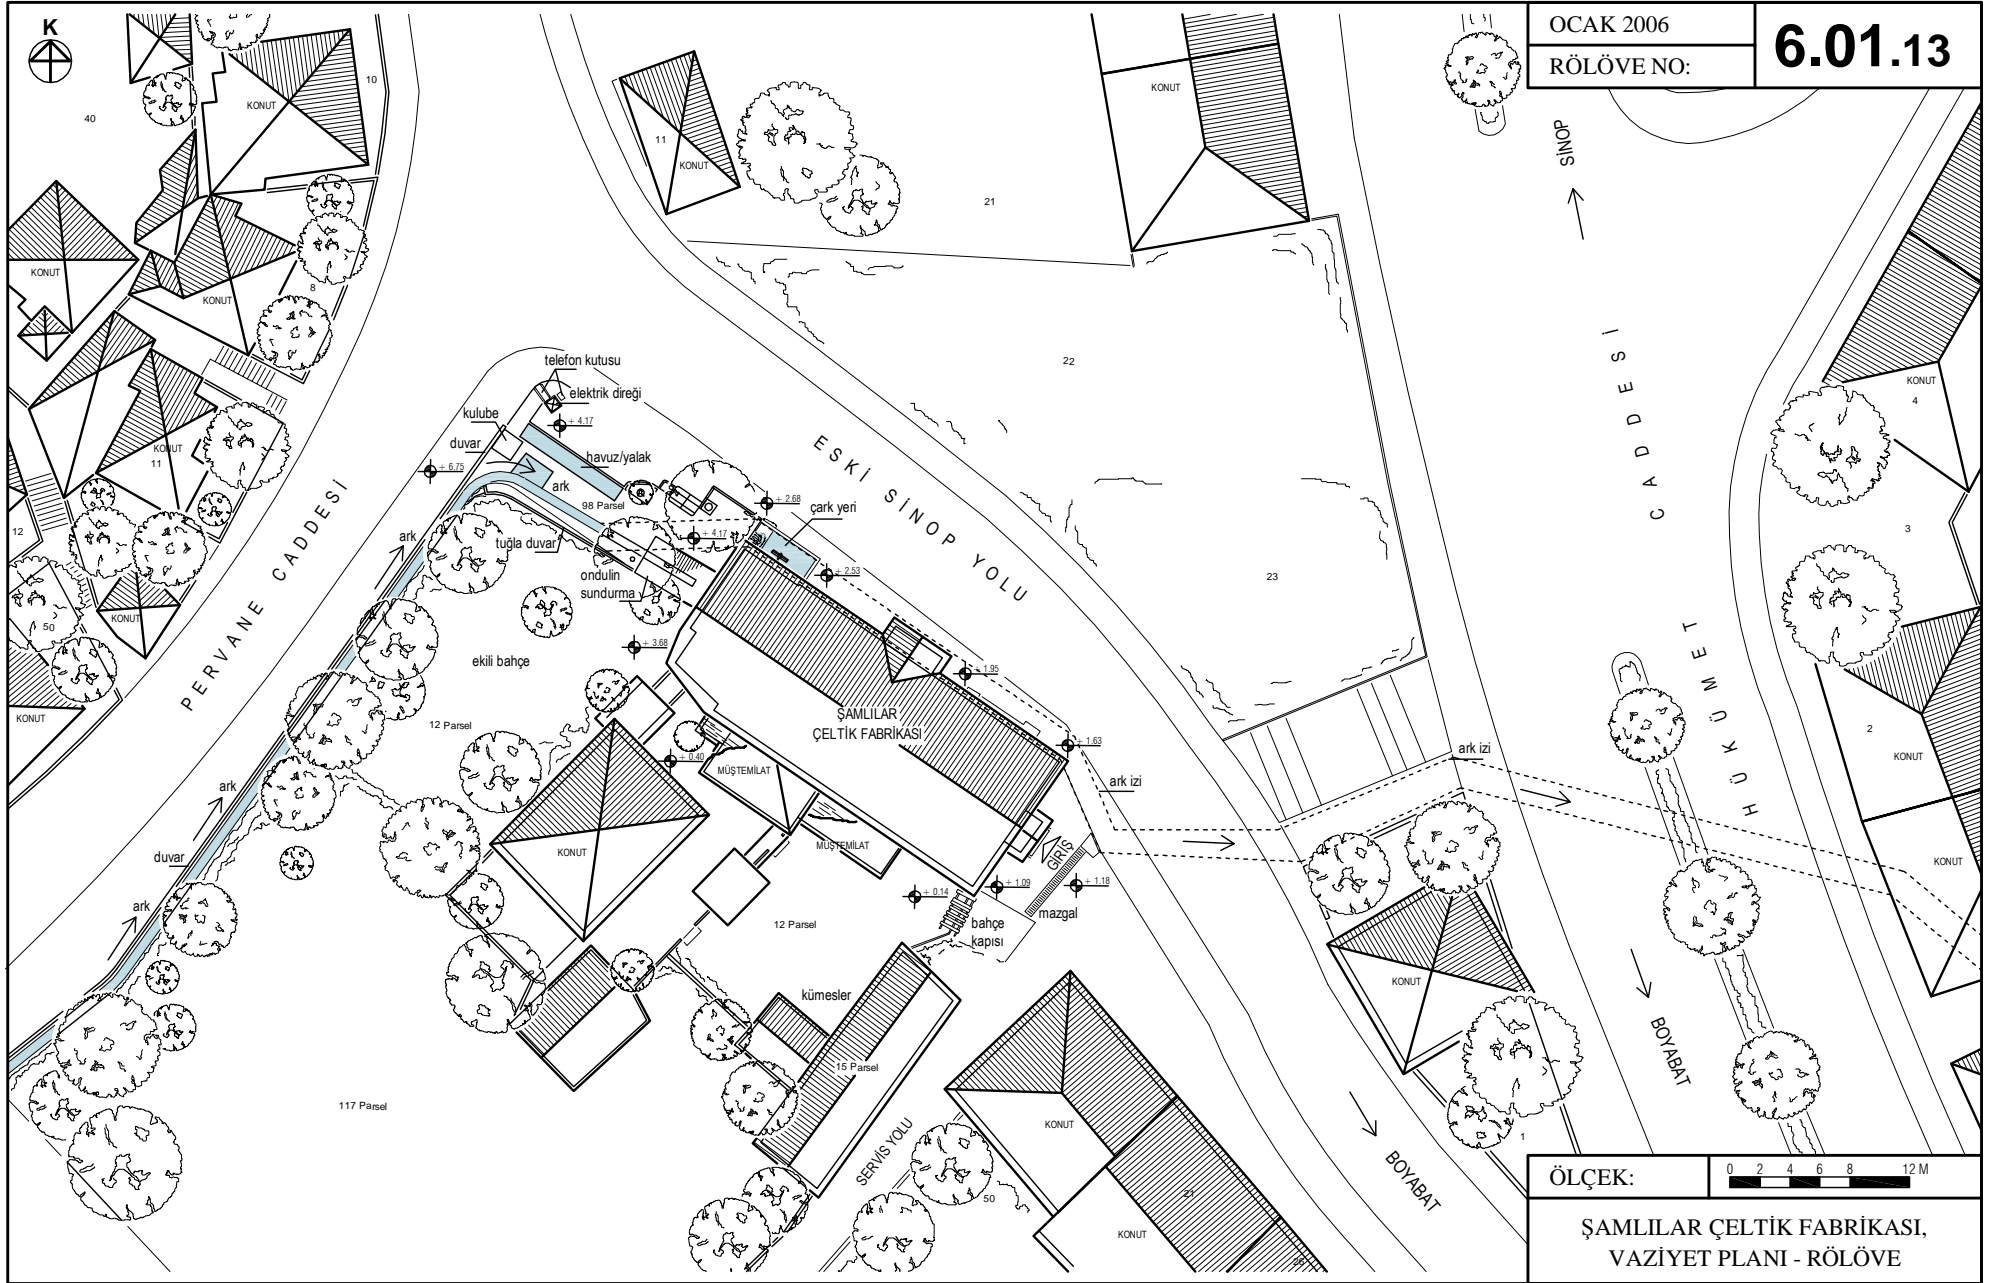 K
OCAK 2006
RÖLÖVE NO:
6.01.13
40
KONUT
10
11
KONUT
KONUT
21
SİNOP
KONUT
KONUT
8
22
KONUT
4
telefon kutusu
elektrik direği
kulube
+ 4.17
duvar
havuz/yalak
+ 6.75
ark
98 Parsel
+ 2.68
çark yeri
KONUT
11
ESKİ SİNOP YOLU
HÜKÜMET CADDESİ
PERVANE CADDESİ
12
3
ark
tuğla duvar
+ 4.17
+ 2.53
ondulin
sundurma
23
KONUT
50
+ 3.68
ekili bahçe
+ 1.95
KONUT
12 Parsel
ŞAMLILAR
ÇELTİK FABRİKASI
2
KONUT
+ 0.40
MÜŞTEMİLAT
+ 1.63
ark izi
ark izi
ark
KONUT
MÜŞTEMİLAT
GİRİŞ
KONUT
duvar
ark
+ 0.14
+ 1.09
+ 1.18
mazgal
bahçe
kapısı
12 Parsel
KONUT
kümesler
BOYABAT
15 Parsel
117 Parsel
SERVİS YOLU
KONUT
1
BOYABAT
50
21
KONUT
26
ÖLÇEK:
0 2 4 6 8 12 M
ŞAMLILAR ÇELTİK FABRİKASI,
VAZİYET PLANI - RÖLÖVE